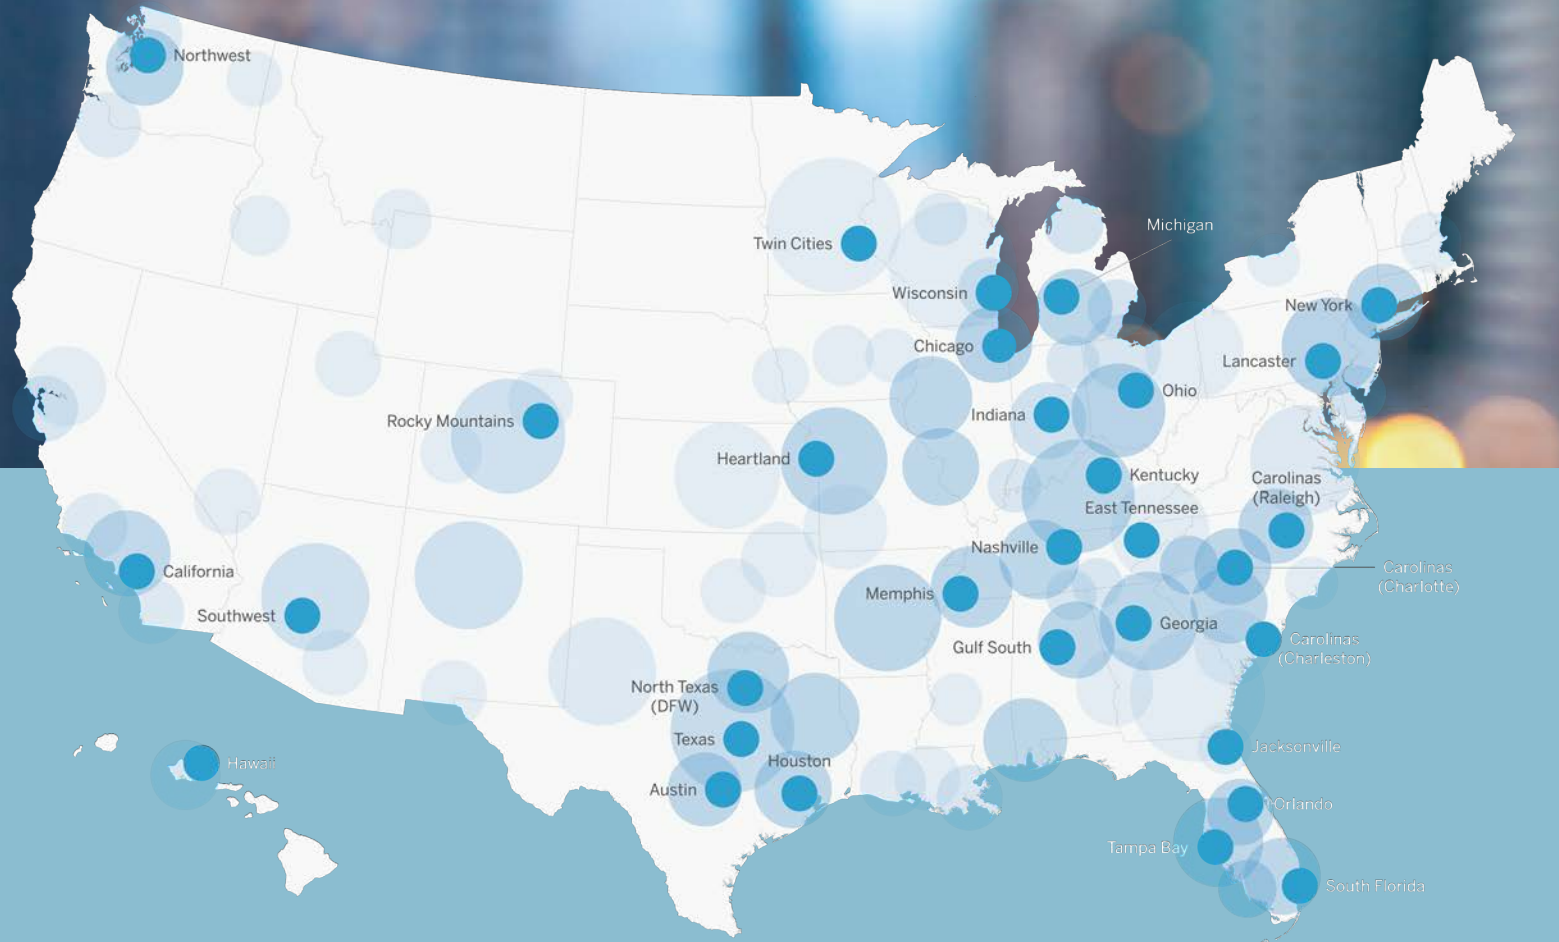 Northwest
Michigan
Twin Cities
Wisconsin
New York
Chicago
Lancaster
Ohio
Rocky Mountains
Indiana
Heartland
Kentucky
Carolinas
(Raleigh)
East Tennessee
Nashville
California
Carolinas
(Charlotte)
Memphis
Southwest
Georgia
Gulf South
Carolinas
(Charleston)
North Texas
(DFW)
Texas
Jacksonville
Houston
Hawaii
Austin
Orlando
Tampa Bay
South Florida